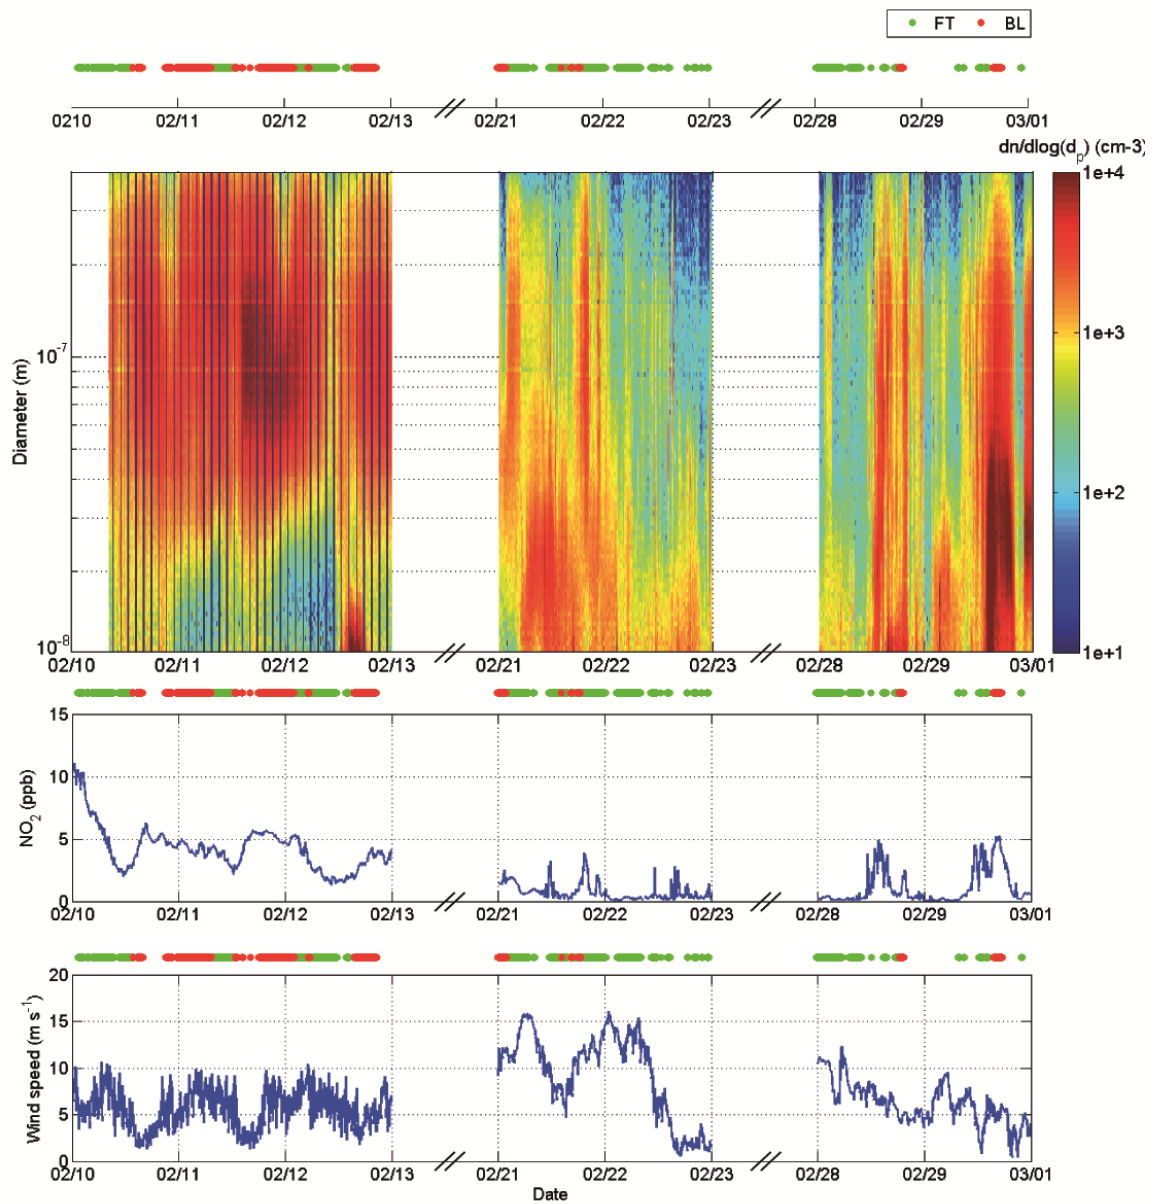 FT BL
0210 02/11 02/12 02/13 02/21 02/22 02/23 02/28 02/29 03/01
dn/dlog(d_p) (cm-3)
1e+4
1e+3
1e+2
1e+1
Diameter (m)
10^-7
10^-8
02/10 02/11 02/12 02/13 02/21 02/22 02/23 02/28 02/29 03/01
NO_2 (ppb)
15
10
5
0
02/10 02/11 02/12 02/13 02/21 02/22 02/23 02/28 02/29 03/01
Wind speed (m s^-1)
20
15
10
5
0
02/10 02/11 02/12 02/13 02/21 02/22 02/23 02/28 02/29 03/01
Date